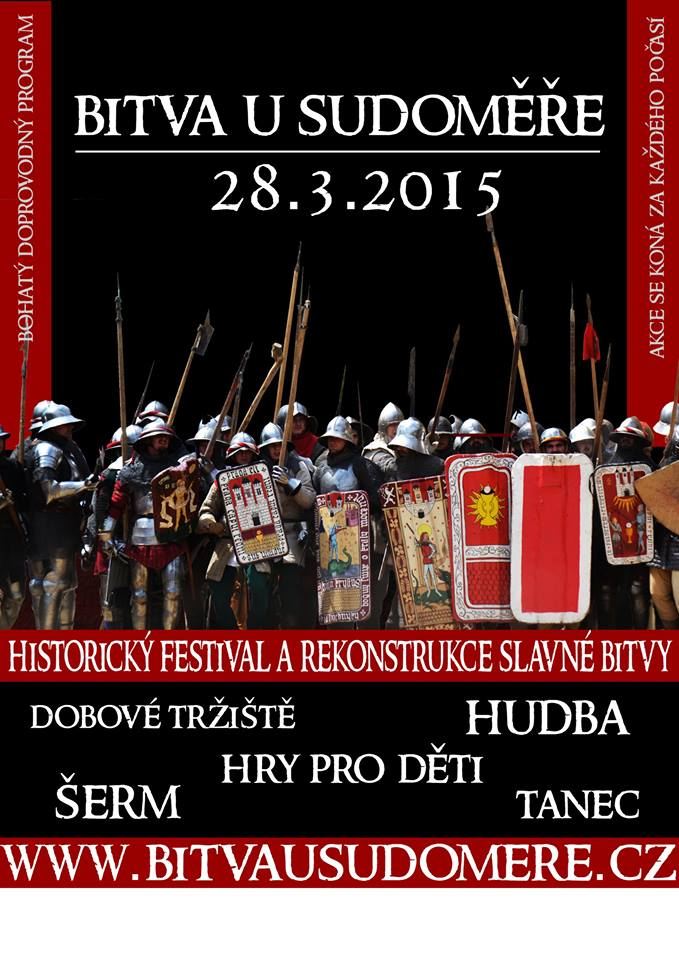 BOHATÝ DOPROVODNÝ PROGRAM
AKCE SE KONÁ ZA KAŽDÉHO POČASÍ
BITVA U SUDOMĚŘE
28.3.2015
HISTORICKÝ FESTIVAL A REKONSTRUKCE SLAVNÉ BITVY
DOBOVÉ TRŽIŠTĚ
HUDBA
HRY PRO DĚTI
ŠERM
TANEC
WWW.BITVAUSUDOMERE.CZ